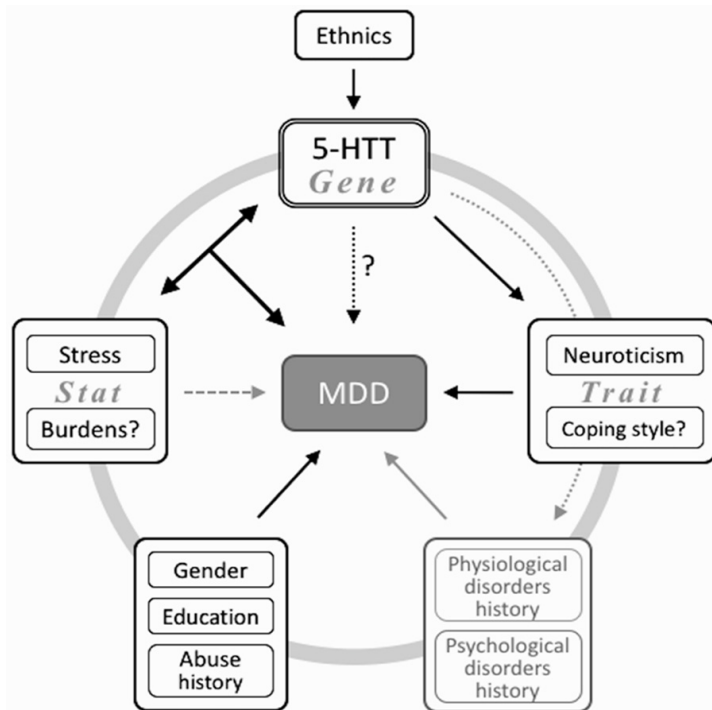 Ethnics
5-HTT
Gene
?
Stress
Stat
Burdens?
MDD
Neuroticism
Trait
Coping style?
Gender
Education
Abuse
history
Physiological
disorders
history
Psychological
disorders
history